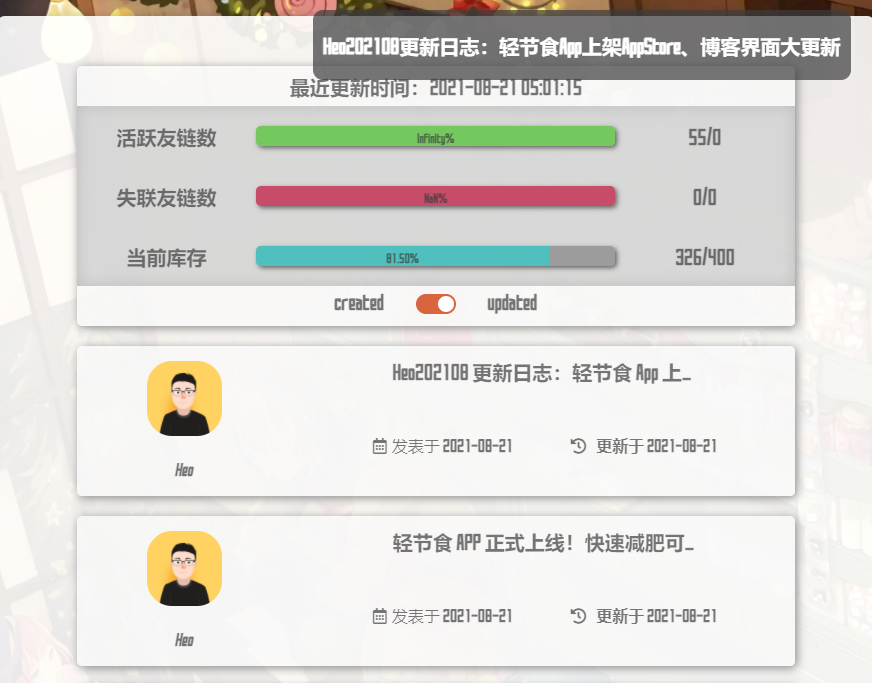 Heo202108更新日志：轻节食App上架AppStore、博客界面大更新
最近更新时间：2021-08-21 05:01:15
活跃友链数 Infinity% 55/0
失联友链数 NaN% 0/0
当前库存 81.50% 326/400
created updated
Heo202108 更新日志：轻节食 App 上...
发表于 2021-08-21 更新于 2021-08-21
Heo
轻节食 APP 正式上线！快速减肥可...
发表于 2021-08-21 更新于 2021-08-21
Heo